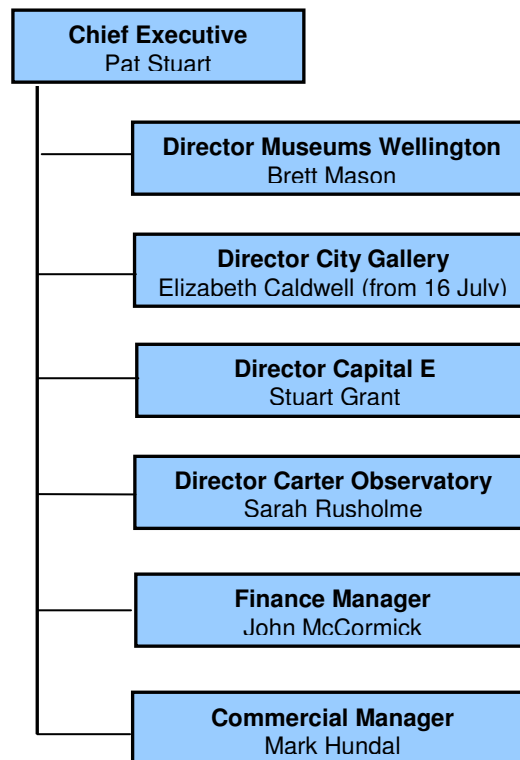 Chief Executive
Pat Stuart
Director Museums Wellington
Brett Mason
Director City Gallery
Elizabeth Caldwell (from 16 July)
Director Capital E
Stuart Grant
Director Carter Observatory
Sarah Rusholme
Finance Manager
John McCormick
Commercial Manager
Mark Hundal